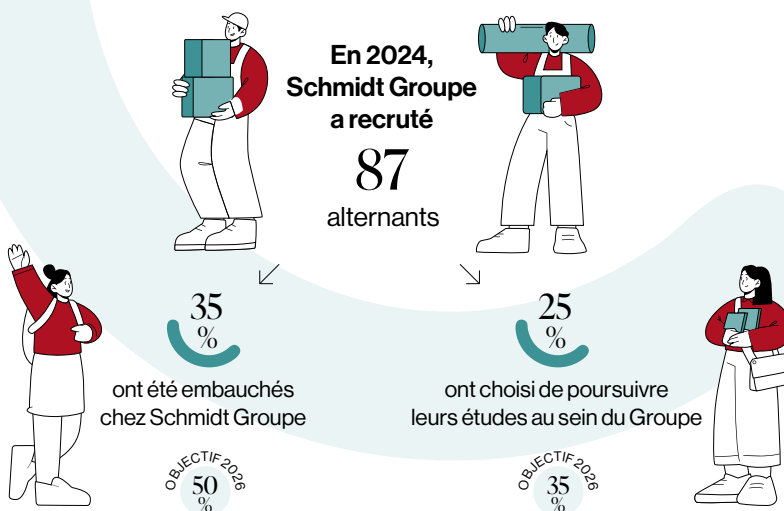 En 2024,
Schmidt Groupe
a recruté
87
alternants
35
%
ont été embauchés
chez Schmidt Groupe
OBJECTIF 2026
50
%
25
%
ont choisi de poursuivre
leurs études au sein du Groupe
OBJECTIF 2026
35
%